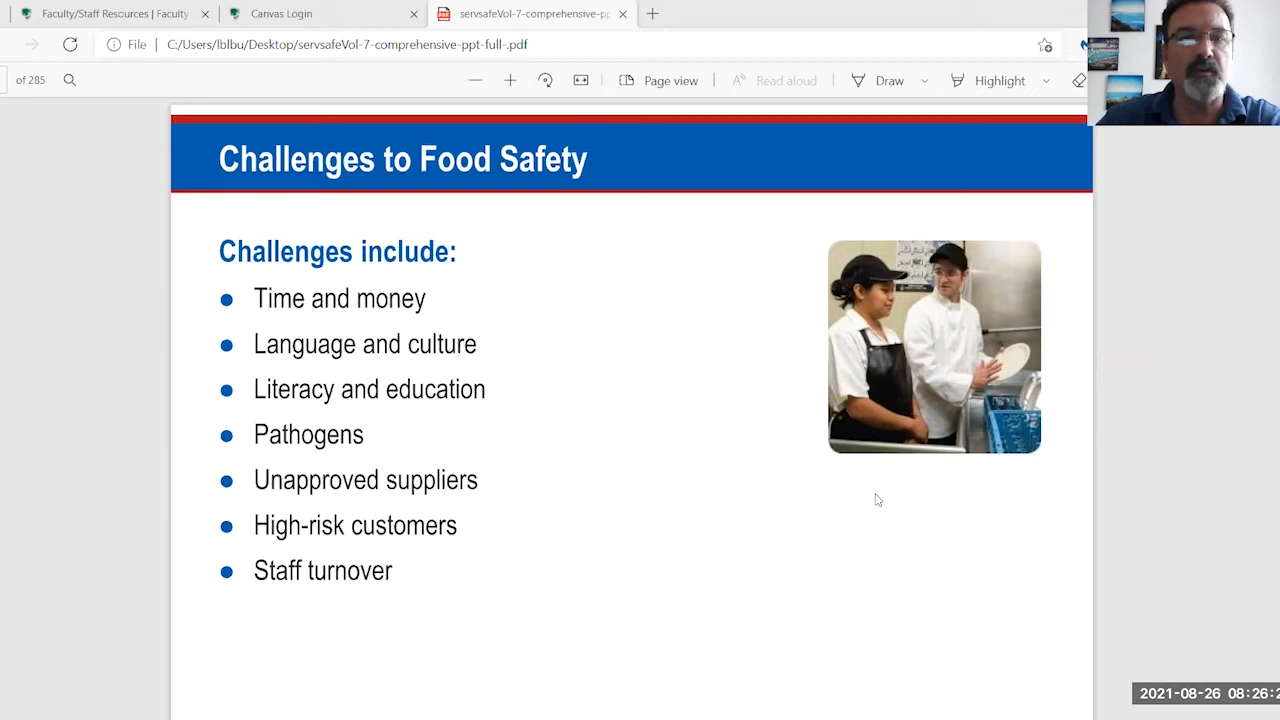 Faculty/Staff Resources | Faculty
Canvas Login
servsafeVol-7-comprehensive-pp
File
C:/Users/lblbu/Desktop/servsafeVol-7-comprehensive-ppt-full-.pdf
of 285
Page view
Read aloud
Draw
Highlight
Challenges to Food Safety
Challenges include:
● Time and money
● Language and culture
● Literacy and education
● Pathogens
● Unapproved suppliers
● High-risk customers
● Staff turnover
2021-08-26 08:26:2